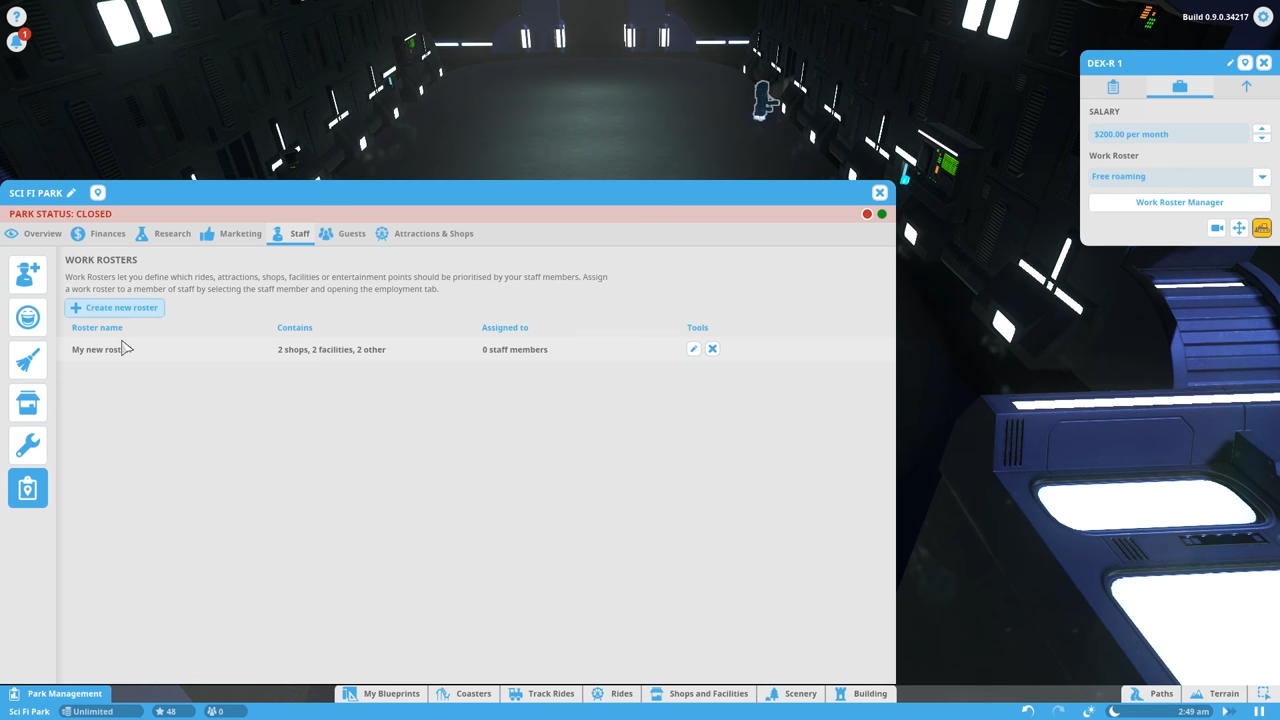 ?
1
Build 0.9.0.34217
DEX-R 1
SALARY
$200.00 per month
Work Roster
Free roaming
Work Roster Manager
SCI FI PARK
PARK STATUS: CLOSED
Overview
Finances
Research
Marketing
Staff
Guests
Attractions & Shops
WORK ROSTERS
Work Rosters let you define which rides, attractions, shops, facilities or entertainment points should be prioritised by your staff members. Assign
a work roster to a member of staff by selecting the staff member and opening the employment tab.
Create new roster
Roster name
Contains
Assigned to
Tools
My new
2 shops, 2 facilities, 2 other
0 staff members
Park Management
My Blueprints
Coasters
Track Rides
Rides
Shops and Facilities
Scenery
Building
Paths
Terrain
Sci Fi Park
Unlimited
48
0
2:49 am